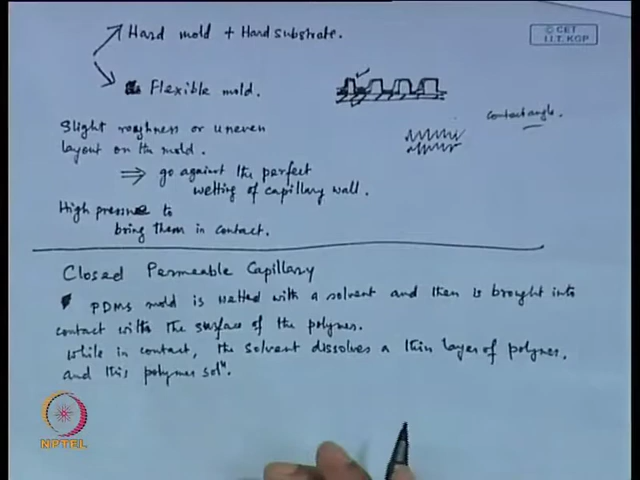 © CET
I.I.T. KGP
Hard mold + Hard substrate.
Flexible mold.
contact angle.
Slight roughness or uneven
layout on the mold.
⇒ go against the perfect
wetting of capillary wall.
High pressure to
bring them in contact.
Closed Permeable Capillary
PDMS mold is wetted with a solvent and then is brought into
contact with the surface of the polymer.
While in contact, the solvent dissolves a thin layer of polymer.
and this polymer solⁿ.
NPTEL